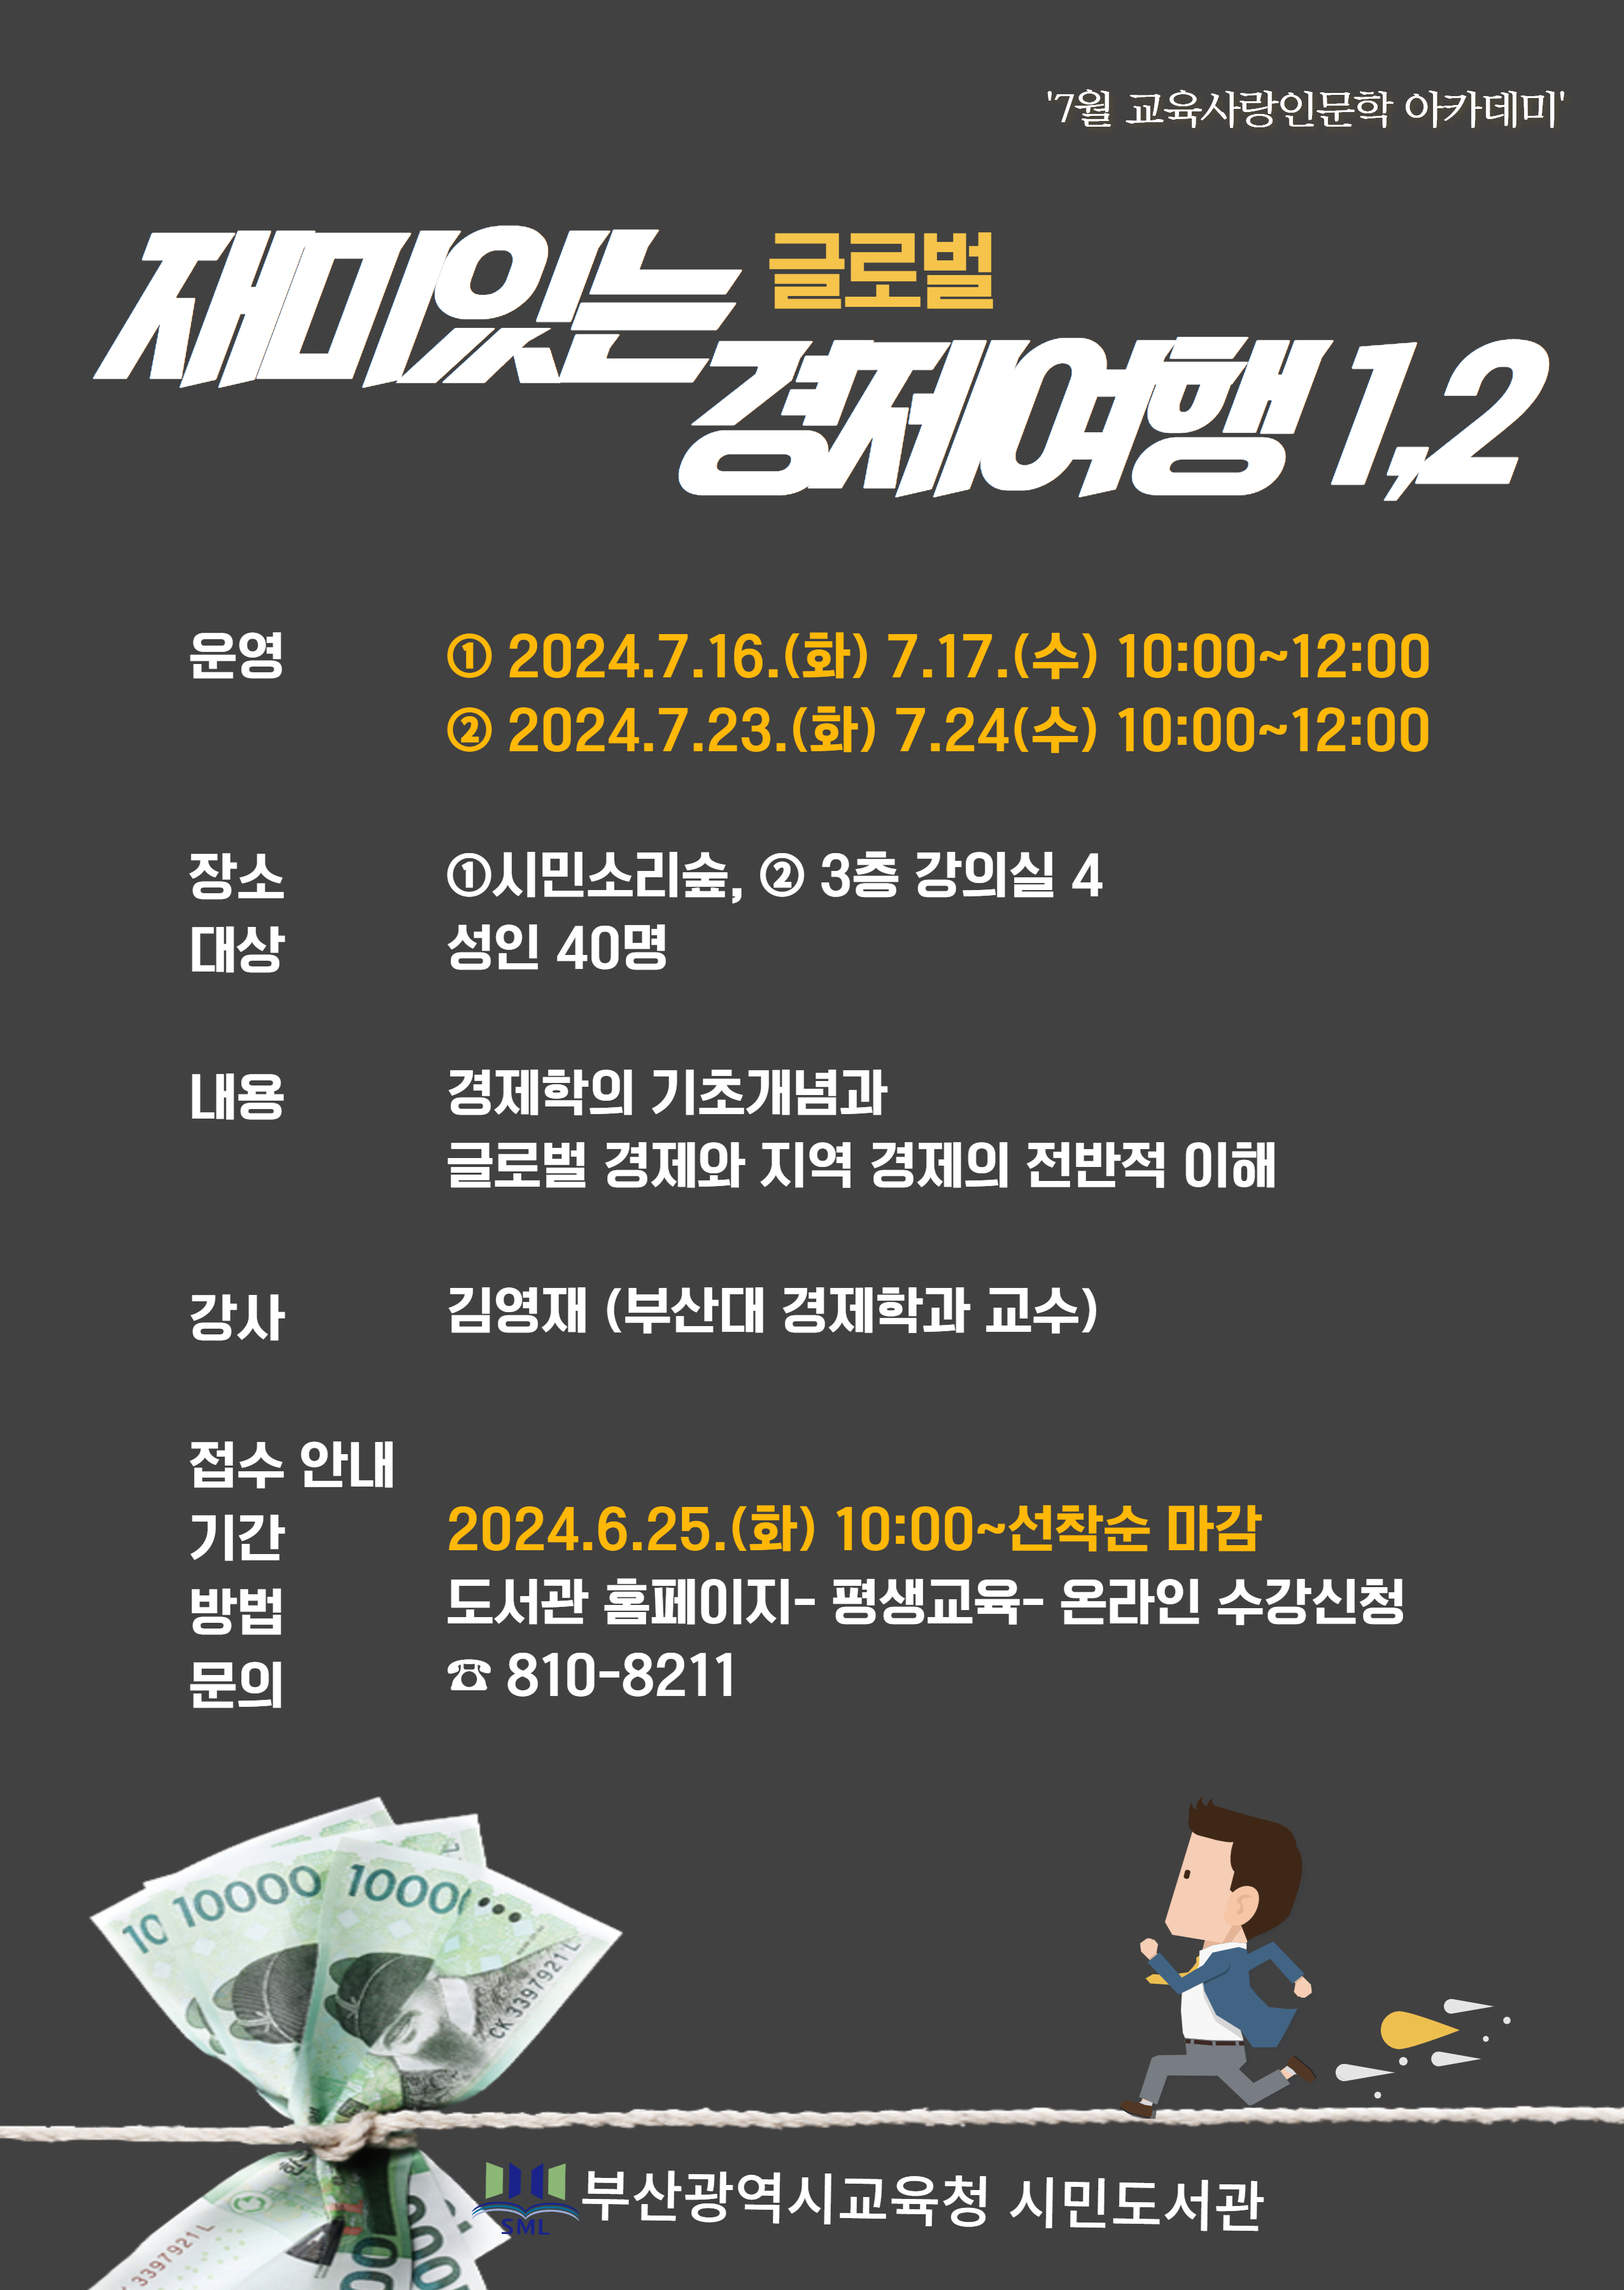 '7월 교육사랑인문학 아카데미'
재미있는 글로벌
경제여행 1,2
운영 ① 2024.7.16.(화) 7.17.(수) 10:00~12:00
② 2024.7.23.(화) 7.24(수) 10:00~12:00
장소 ①시민소리숲, ② 3층 강의실 4
대상 성인 40명
내용 경제학의 기초개념과
글로벌 경제와 지역 경제의 전반적 이해
강사 김영재 (부산대 경제학과 교수)
접수 안내
기간 2024.6.25.(화) 10:00~선착순 마감
방법 도서관 홈페이지- 평생교육- 온라인 수강신청
문의 ☎ 810-8211
10 10000 1000
CK 3397921 L
3397921 L
SML 부산광역시교육청 시민도서관